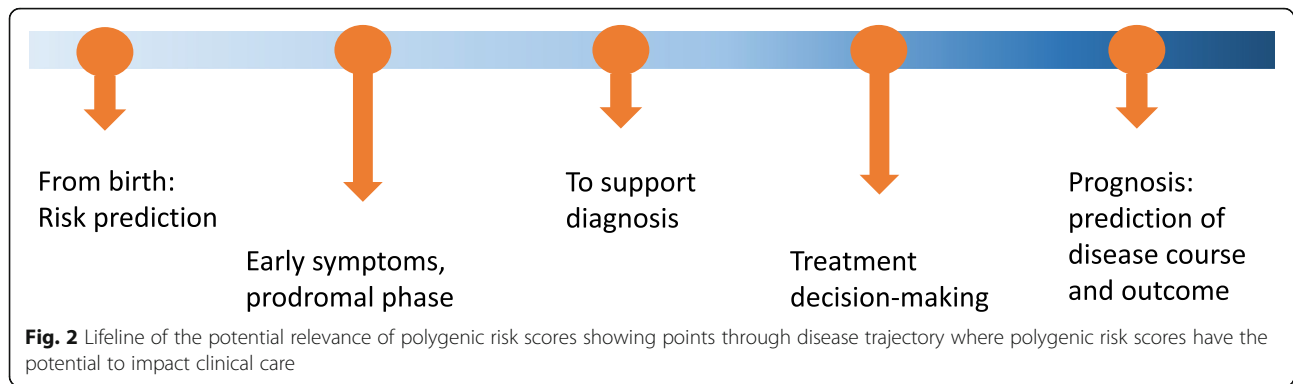 From birth:
Risk prediction
Early symptoms,
prodromal phase
To support
diagnosis
Treatment
decision-making
Prognosis:
prediction of
disease course
and outcome
Fig. 2 Lifeline of the potential relevance of polygenic risk scores showing points through disease trajectory where polygenic risk scores have the
potential to impact clinical care